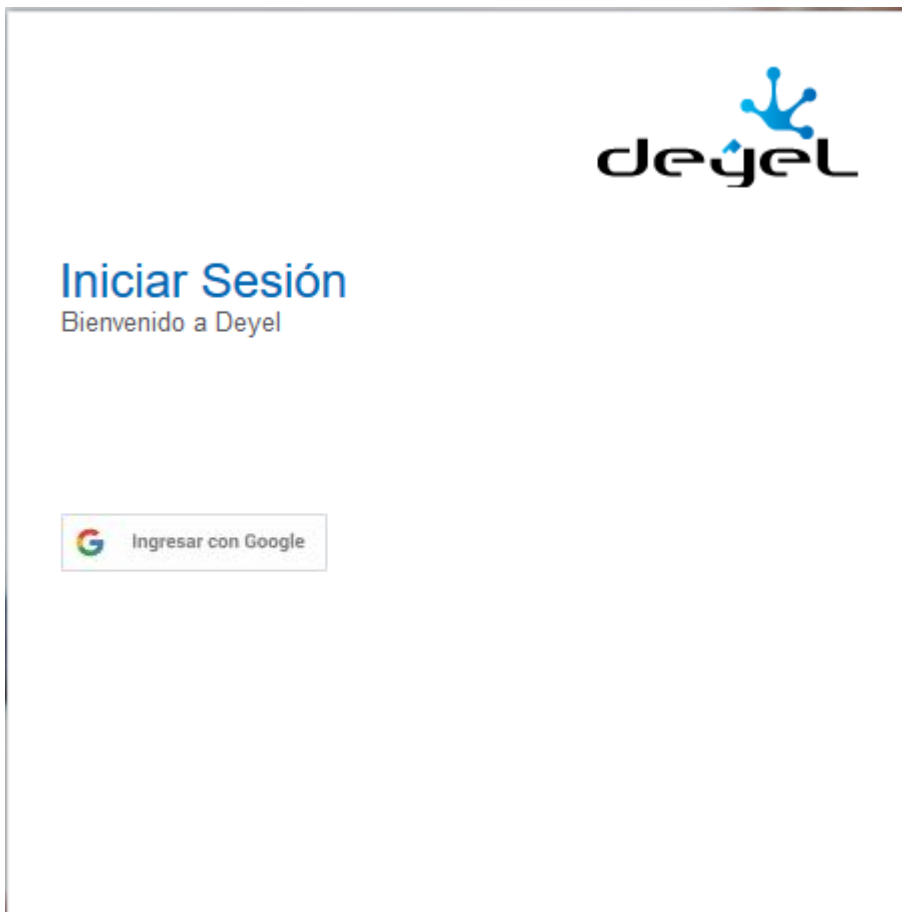 deyel
Iniciar Sesión
Bienvenido a Deyel
Ingresar con Google